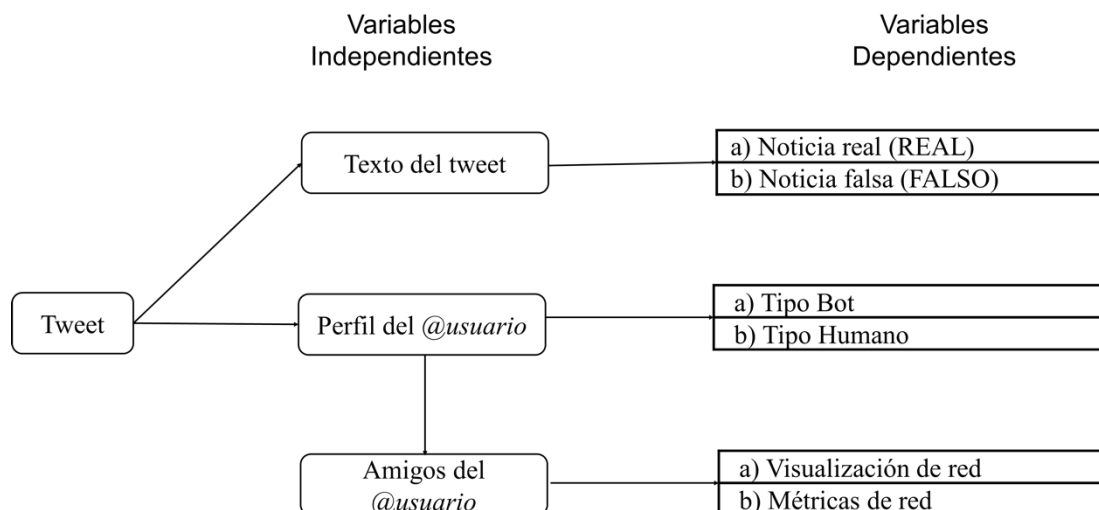 Variables
Independientes
Variables
Dependientes
Texto del tweet
a) Noticia real (REAL)
b) Noticia falsa (FALSO)
Tweet
Perfil del @usuario
a) Tipo Bot
b) Tipo Humano
Amigos del
@usuario
a) Visualización de red
b) Métricas de red